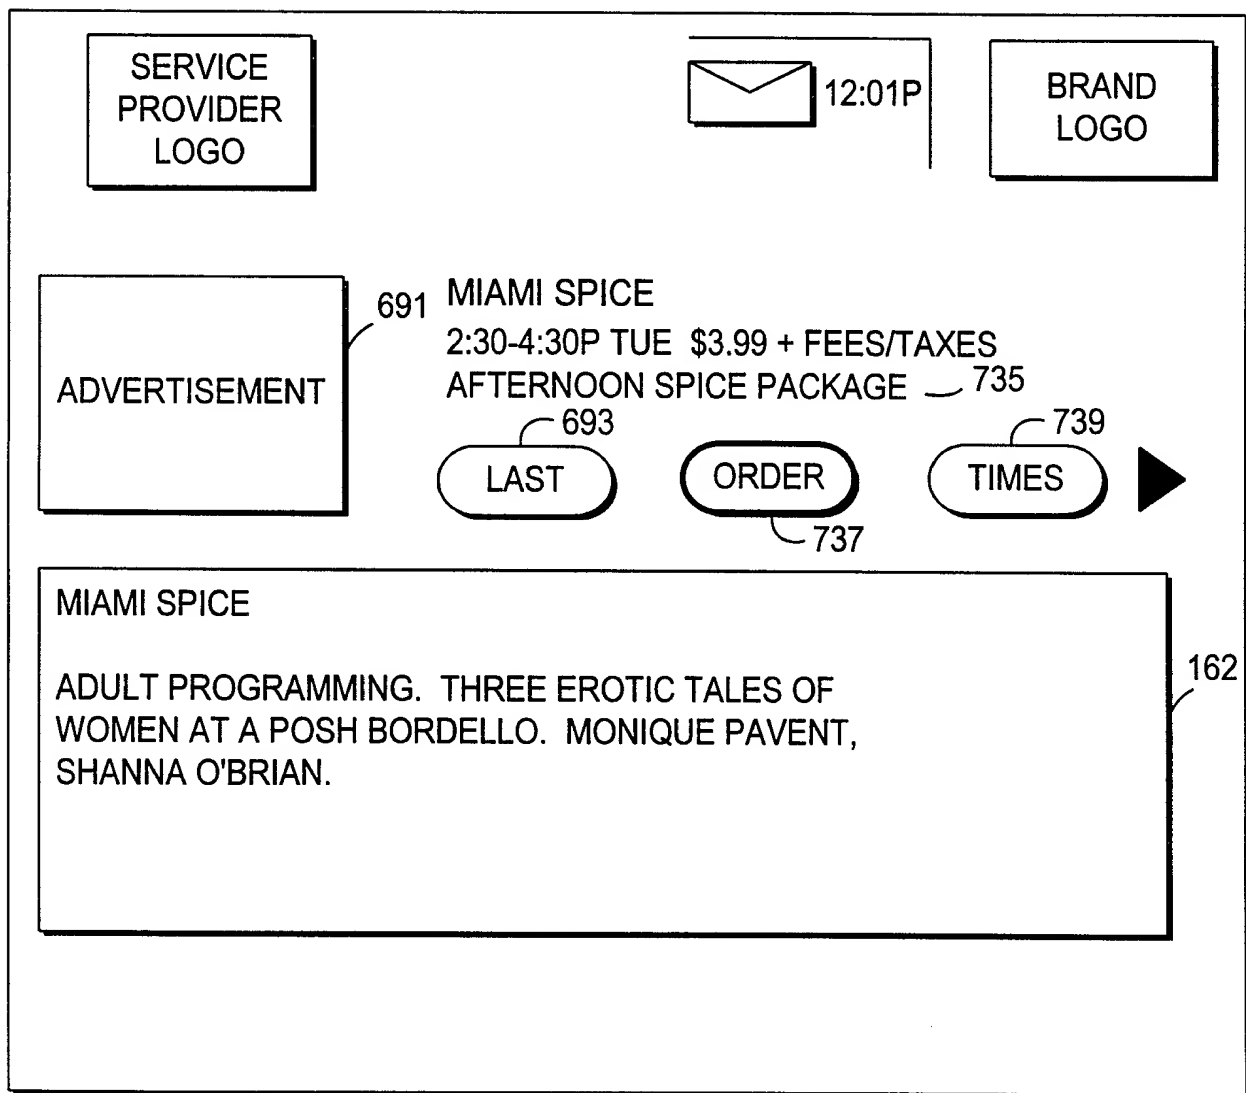 SERVICE
PROVIDER
LOGO
12:01P
BRAND
LOGO
ADVERTISEMENT
691
MIAMI SPICE
2:30-4:30P TUE $3.99 + FEES/TAXES
AFTERNOON SPICE PACKAGE 735
693
739
LAST
ORDER
TIMES
737
MIAMI SPICE
ADULT PROGRAMMING. THREE EROTIC TALES OF
WOMEN AT A POSH BORDELLO. MONIQUE PAVENT,
SHANNA O'BRIAN.
162